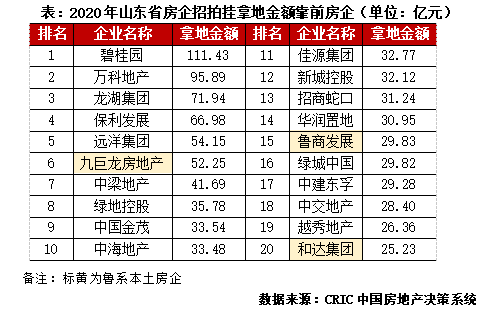 表：2020年山东省房企招拍挂拿地金额靠前房企（单位：亿元）
排名 企业名称 拿地金额 排名 企业名称 拿地金额
1 碧桂园 111.43 11 佳源集团 32.77
2 万科地产 95.89 12 新城控股 32.12
3 龙湖集团 71.94 13 招商蛇口 31.24
4 保利发展 66.98 14 华润置地 30.95
5 远洋集团 54.15 15 鲁商发展 29.83
6 九巨龙房地产 52.25 16 绿城中国 29.82
7 中梁地产 41.69 17 中建东孚 29.28
8 绿地控股 35.78 18 中交地产 28.40
9 中国金茂 33.54 19 越秀地产 26.36
10 中海地产 33.48 20 和达集团 25.23
备注：标黄为鲁系本土房企
数据来源：CRIC中国房地产决策系统